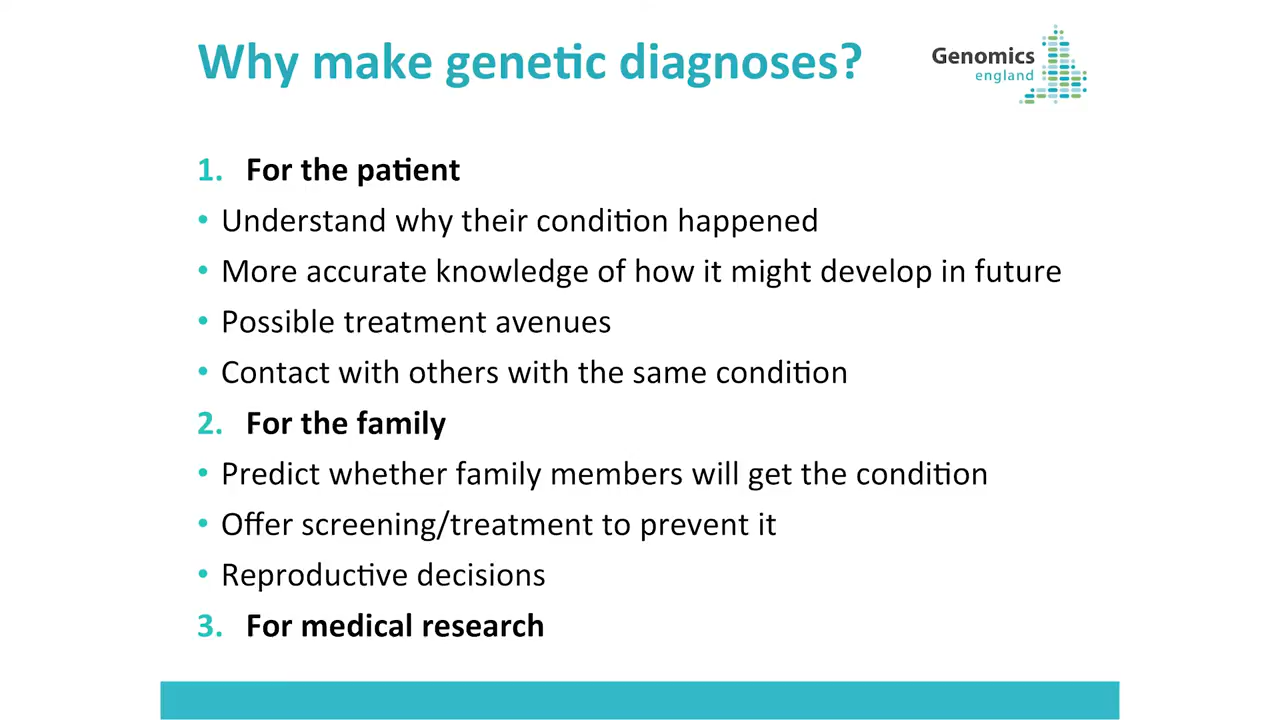 Why make genetic diagnoses?
Genomics
england
1. For the patient
• Understand why their condition happened
• More accurate knowledge of how it might develop in future
• Possible treatment avenues
• Contact with others with the same condition
2. For the family
• Predict whether family members will get the condition
• Offer screening/treatment to prevent it
• Reproductive decisions
3. For medical research